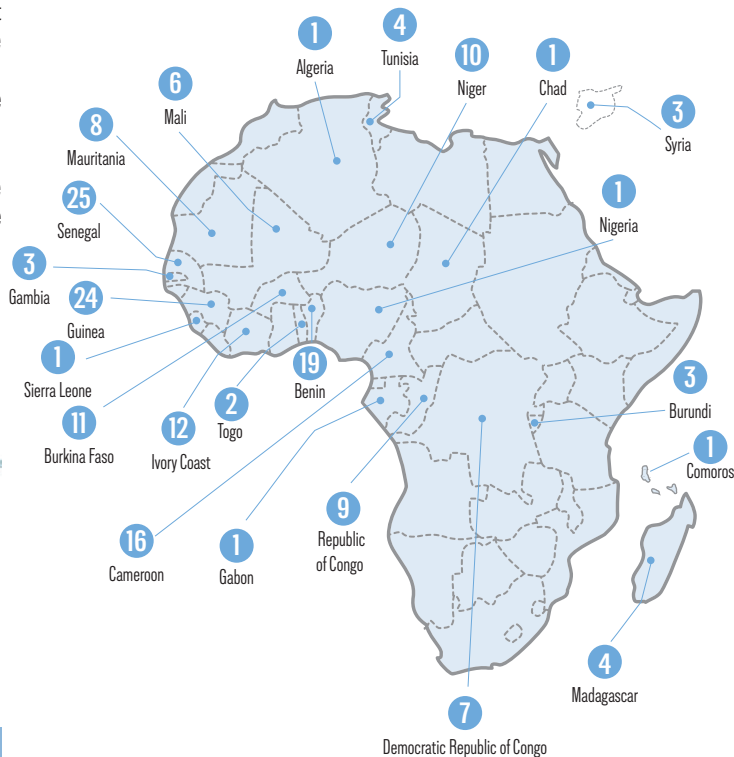 1
Algeria
4
Tunisia
10
Niger
1
Chad
3
Syria
6
Mali
8
Mauritania
25
Senegal
1
Nigeria
3
Gambia
24
Guinea
1
Sierra Leone
11
Burkina Faso
12
Ivory Coast
2
Togo
19
Benin
3
Burundi
1
Comoros
16
Cameroon
1
Gabon
9
Republic
of Congo
4
Madagascar
7
Democratic Republic of Congo